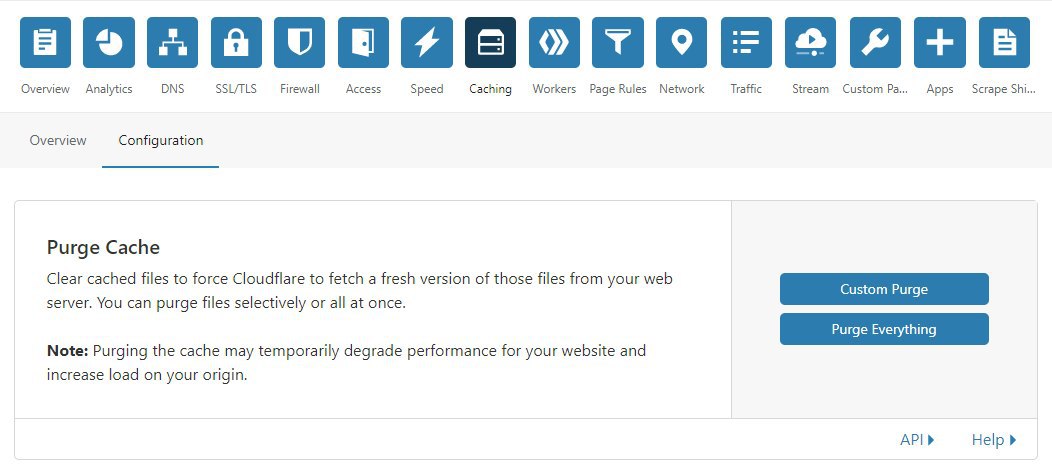 Overview Analytics DNS SSL/TLS Firewall Access Speed Caching Workers Page Rules Network Traffic Stream Custom Pa... Apps Scrape Shi...
Overview Configuration
Purge Cache
Clear cached files to force Cloudflare to fetch a fresh version of those files from your web
server. You can purge files selectively or all at once.
Note: Purging the cache may temporarily degrade performance for your website and
increase load on your origin.
Custom Purge
Purge Everything
API Help